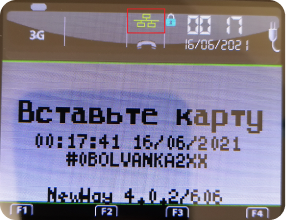 3G
00 17
16/06/2021
Вставьте карту
00:17:41 16/06/2021
#0BOLVANKA2XX
NewWay 4.0.2/606
F1 F2 F3 F4